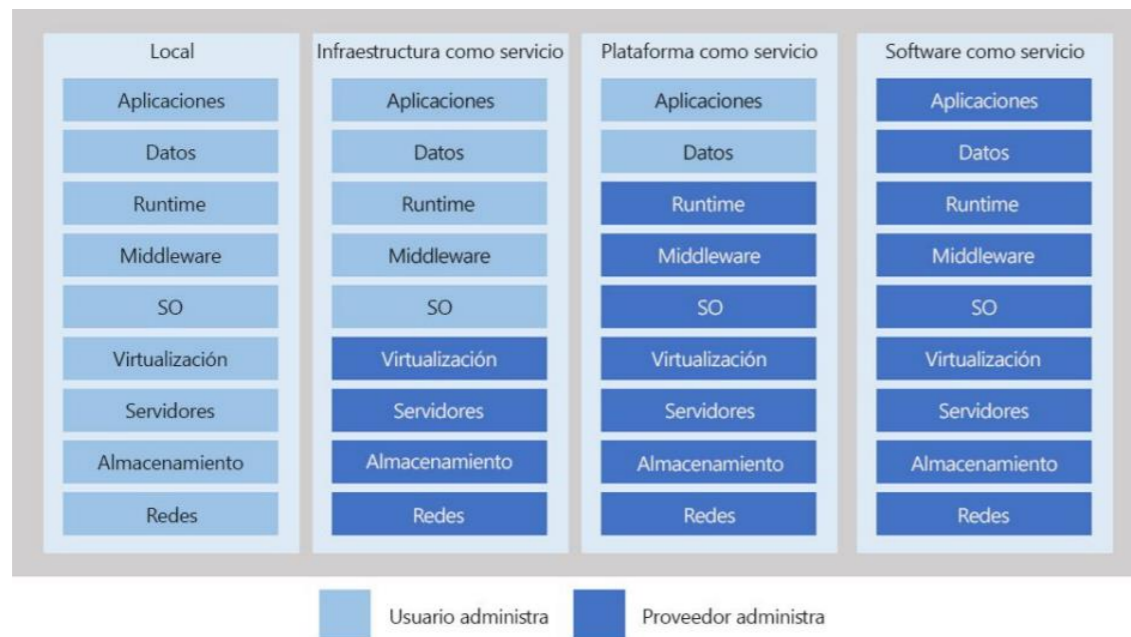 Local
Aplicaciones
Datos
Runtime
Middleware
SO
Virtualización
Servidores
Almacenamiento
Redes
Infraestructura como servicio
Aplicaciones
Datos
Runtime
Middleware
SO
Virtualización
Servidores
Almacenamiento
Redes
Plataforma como servicio
Aplicaciones
Datos
Runtime
Middleware
SO
Virtualización
Servidores
Almacenamiento
Redes
Software como servicio
Aplicaciones
Datos
Runtime
Middleware
SO
Virtualización
Servidores
Almacenamiento
Redes
Usuario administra
Proveedor administra